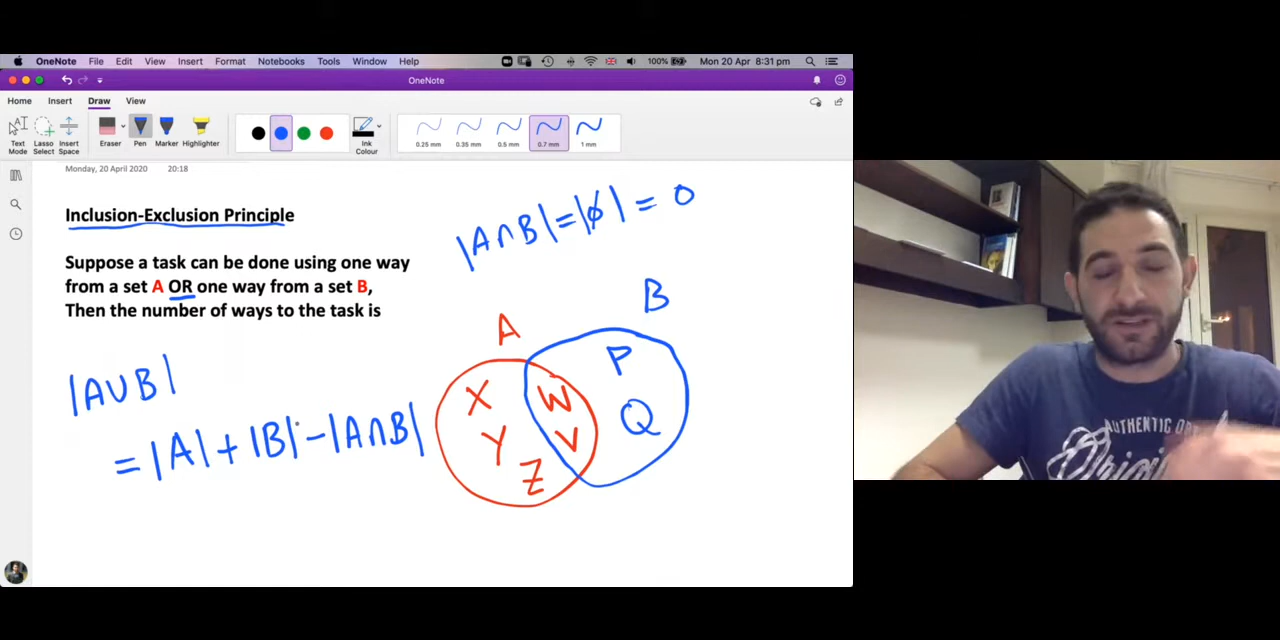 OneNote File Edit View Insert Format Notebooks Tools Window Help 100% Mon 20 Apr 8:31 pm
OneNote
Home Insert Draw View
Text Mode Lasso Select Insert Space Eraser Pen Marker Highlighter Ink Colour 0.25 mm 0.35 mm 0.5 mm 0.7 mm 1 mm
Monday, 20 April 2020 20:18
Inclusion-Exclusion Principle
|A∩B| = |∅| = 0
Suppose a task can be done using one way
from a set A OR one way from a set B,
Then the number of ways to the task is
A
B
|A∪B|
= |A| + |B| - |A∩B|
X
Y
Z
W
V
P
Q
AUTHENTIC